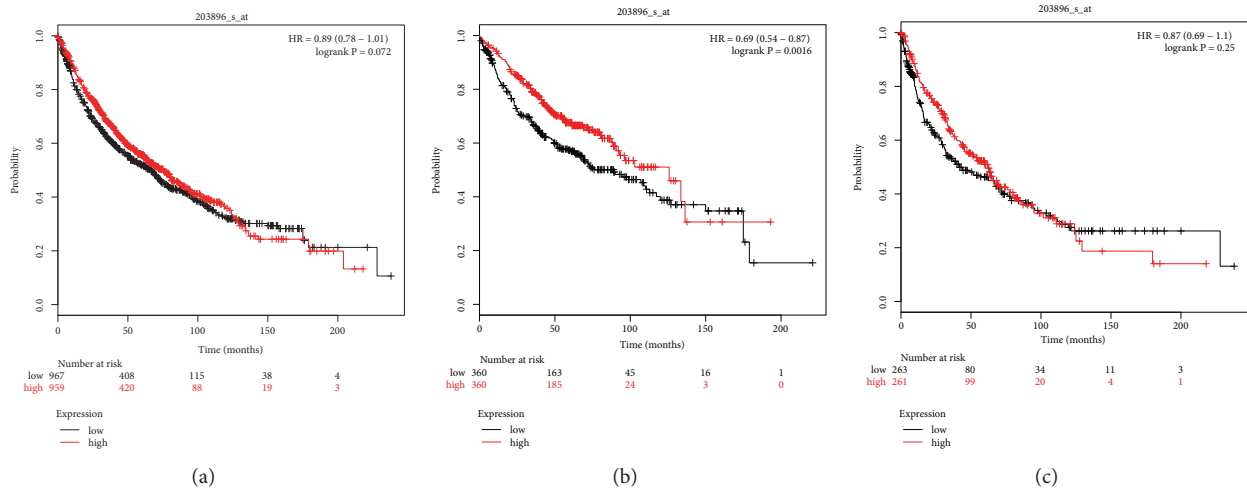 203896_s_at
HR = 0.89 (0.78 − 1.01)
logrank P = 0.072
1.0
0.8
0.6
0.4
0.2
0.0
Probability
0 50 100 150 200
Time (months)
Number at risk
low 967 408 115 38 4
high 959 420 88 19 3
Expression
low
high
(a)
203896_s_at
HR = 0.69 (0.54 − 0.87)
logrank P = 0.0016
1.0
0.8
0.6
0.4
0.2
0.0
Probability
0 50 100 150 200
Time (months)
Number at risk
low 360 163 45 16 1
high 360 185 24 3 0
Expression
low
high
(b)
203896_s_at
HR = 0.87 (0.69 − 1.1)
logrank P = 0.25
1.0
0.8
0.6
0.4
0.2
0.0
Probability
0 50 100 150 200
Time (months)
Number at risk
low 263 80 34 11 3
high 261 99 20 4 1
Expression
low
high
(c)